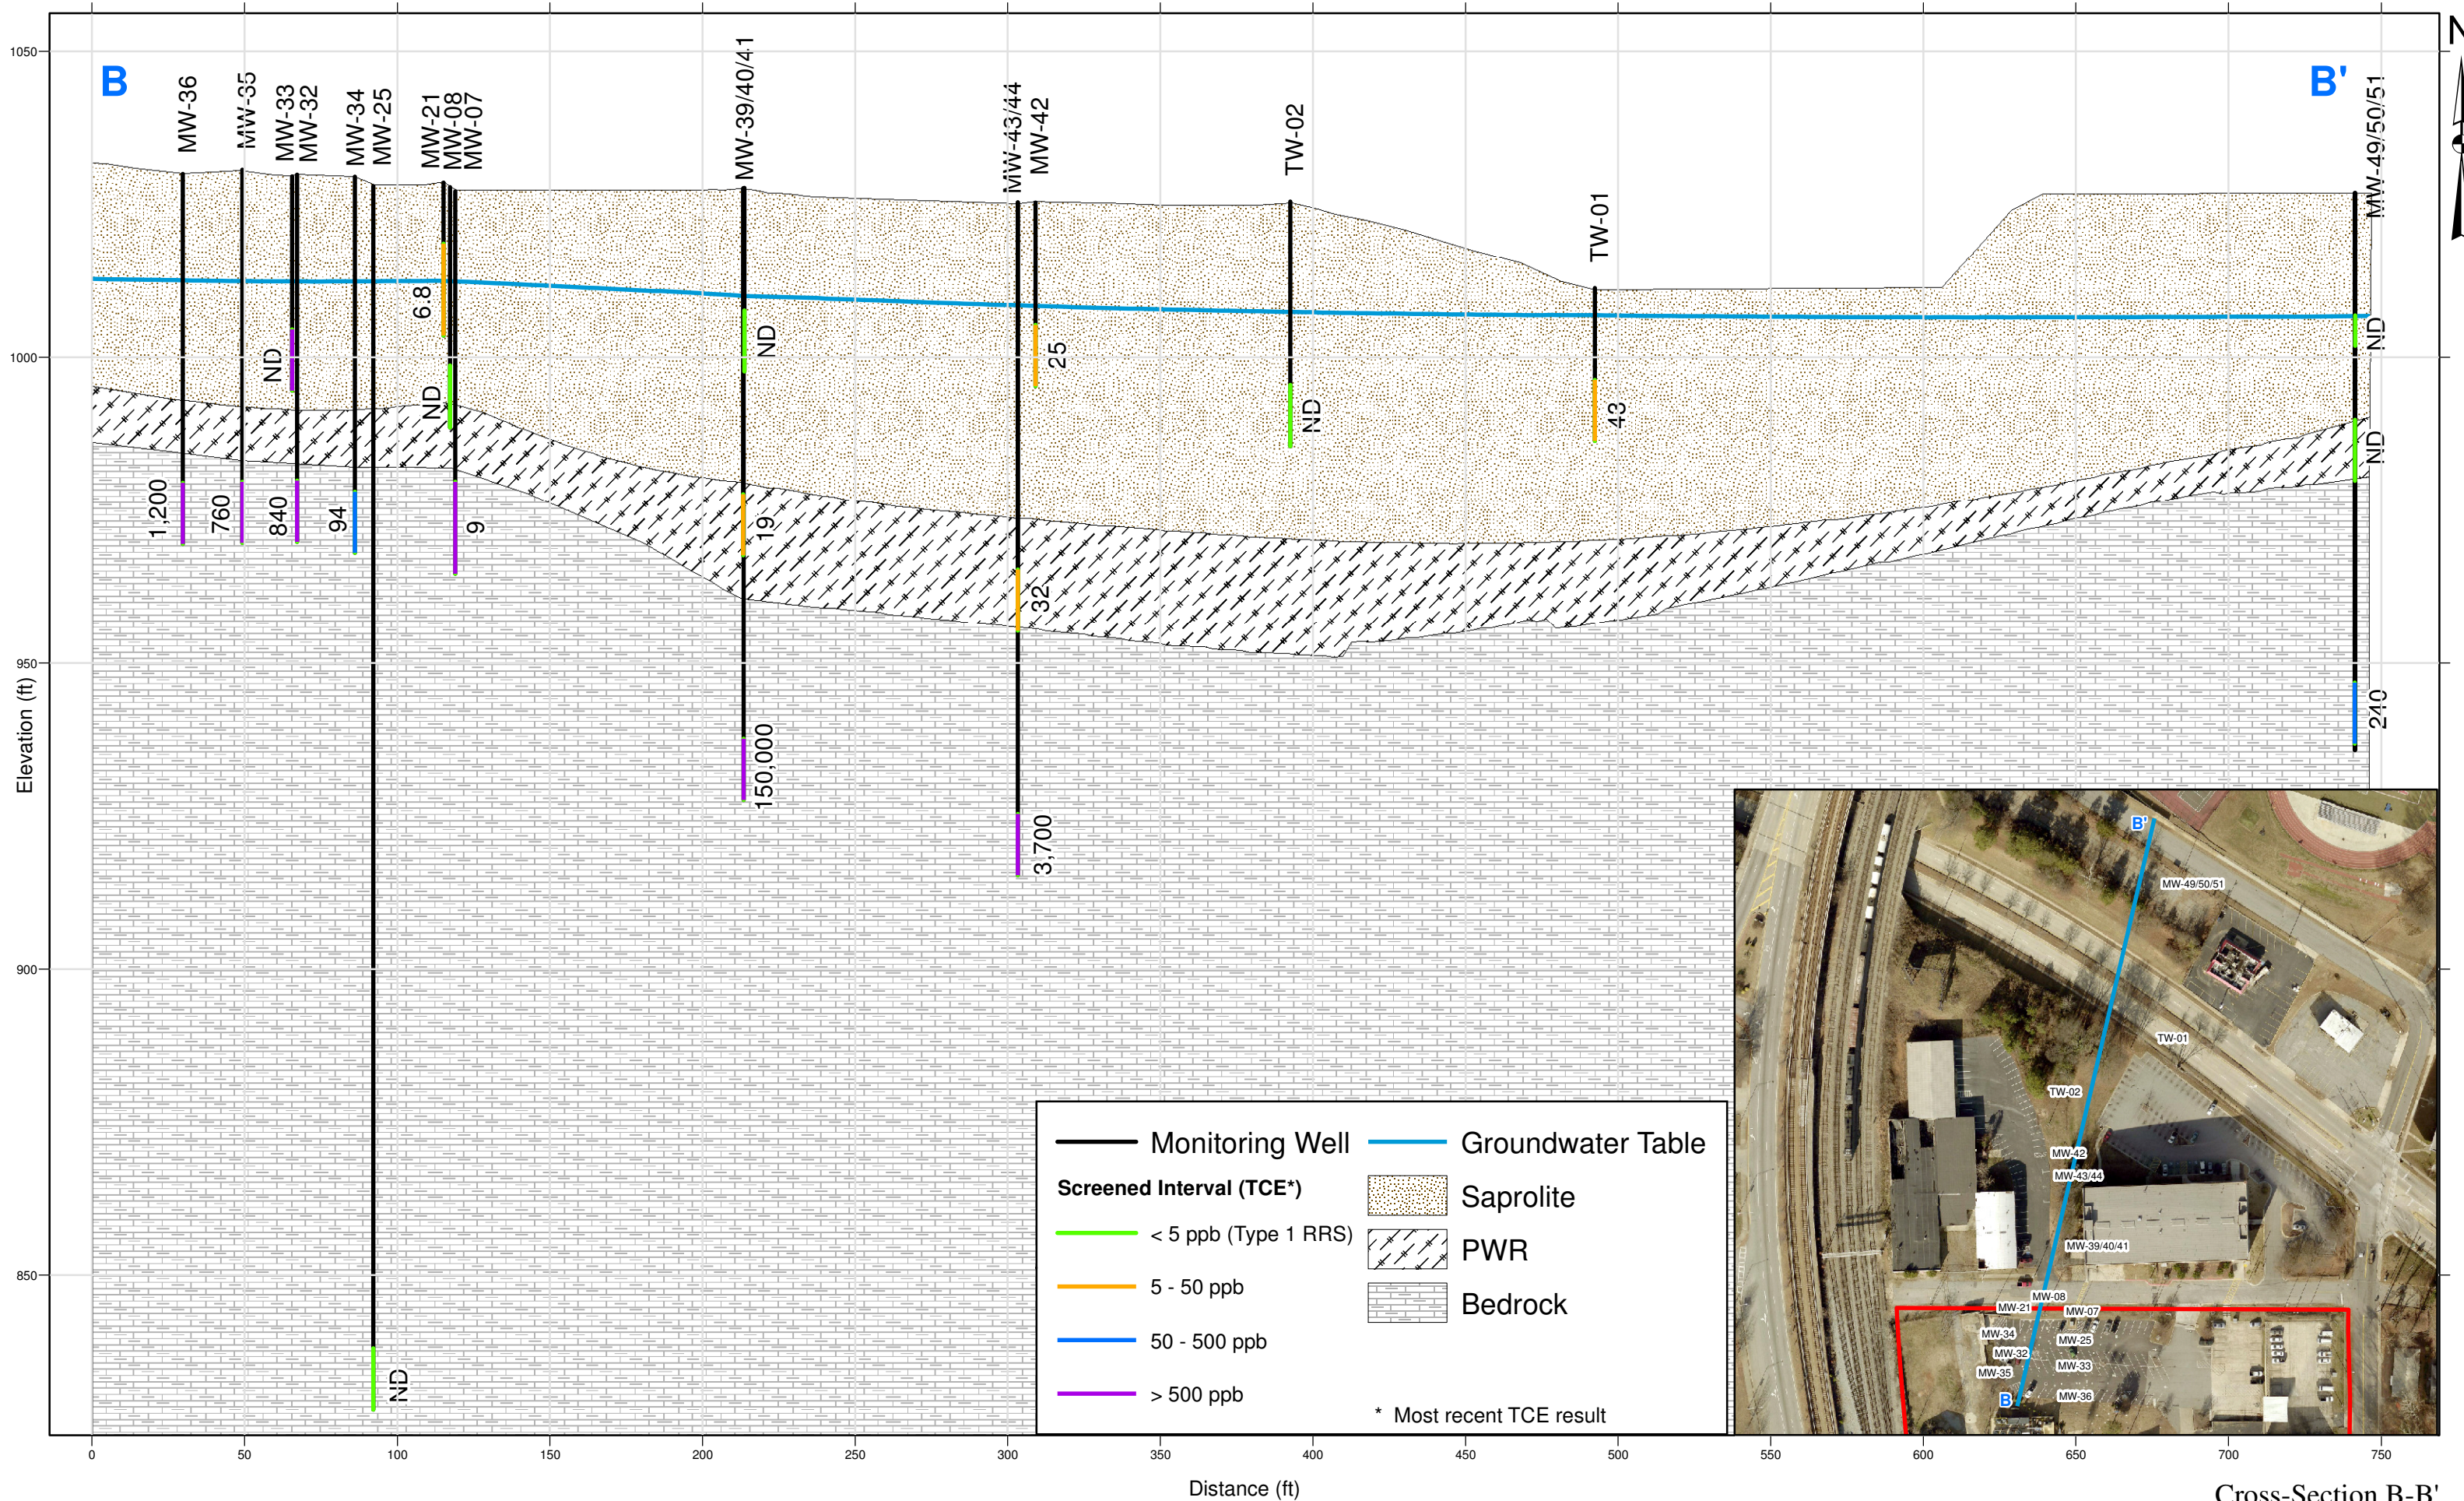 N
1050
1000
950
900
850
Elevation (ft)
B
B'
MW-36
MW-35
MW-33
MW-32
MW-34
MW-25
MW-21
MW-08
MW-07
MW-39/40/41
MW-43/44
MW-42
TW-02
TW-01
MW-49/50/51
1,200
760
ND
840
94
ND
6.8
ND
9
ND
19
150,000
32
3,700
25
ND
43
ND
ND
240
Monitoring Well
Screened Interval (TCE*)
< 5 ppb (Type 1 RRS)
5 - 50 ppb
50 - 500 ppb
> 500 ppb
Groundwater Table
Saprolite
PWR
Bedrock
* Most recent TCE result
B'
MW-49/50/51
TW-01
TW-02
MW-42
MW-43/44
MW-39/40/41
MW-08
MW-21
MW-07
MW-34
MW-25
MW-32
MW-33
MW-35
MW-36
B
0
50
100
150
200
250
300
350
400
450
500
550
600
650
700
750
Distance (ft)
Cross-Section B-B'